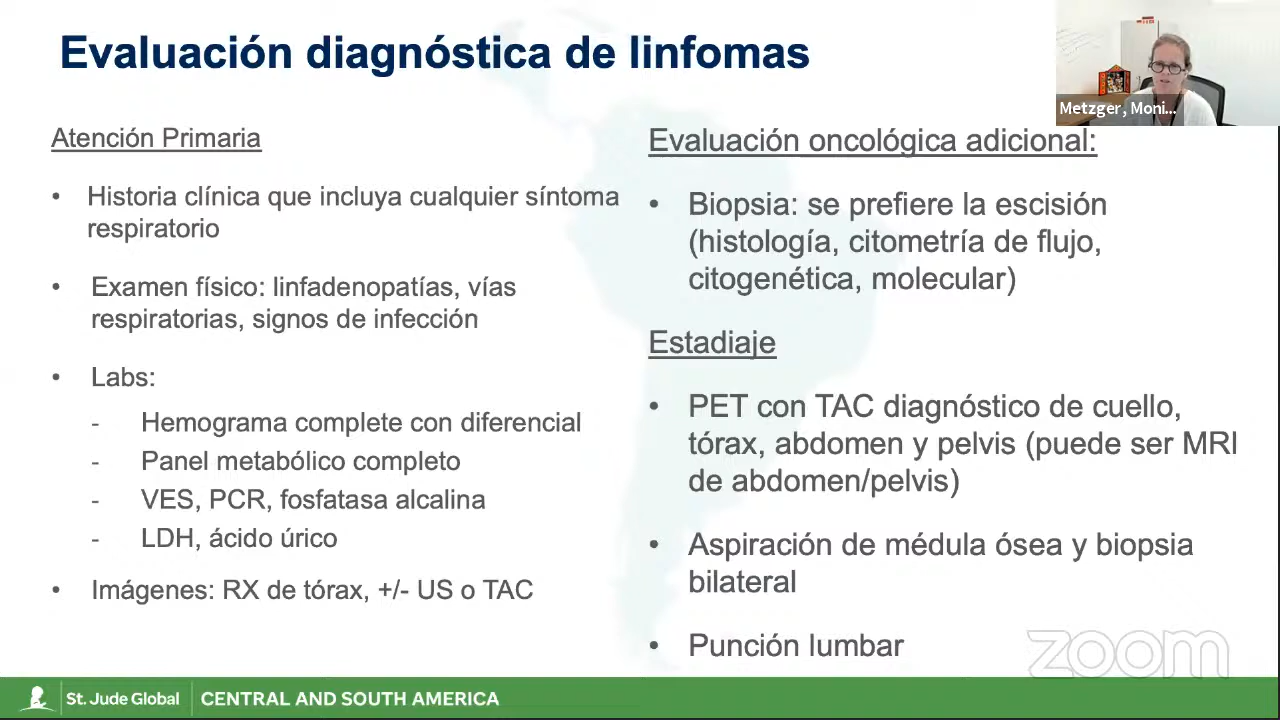 Evaluación diagnóstica de linfomas
Metzger, Moni...
Atención Primaria
• Historia clínica que incluya cualquier síntoma
respiratorio
• Examen físico: linfadenopatías, vías
respiratorias, signos de infección
• Labs:
- Hemograma complete con diferencial
- Panel metabólico completo
- VES, PCR, fosfatasa alcalina
- LDH, ácido úrico
• Imágenes: RX de tórax, +/- US o TAC
Evaluación oncológica adicional:
• Biopsia: se prefiere la escisión
(histología, citometría de flujo,
citogenética, molecular)
Estadiaje
• PET con TAC diagnóstico de cuello,
tórax, abdomen y pelvis (puede ser MRI
de abdomen/pelvis)
• Aspiración de médula ósea y biopsia
bilateral
• Punción lumbar
zoom
St. Jude Global
CENTRAL AND SOUTH AMERICA